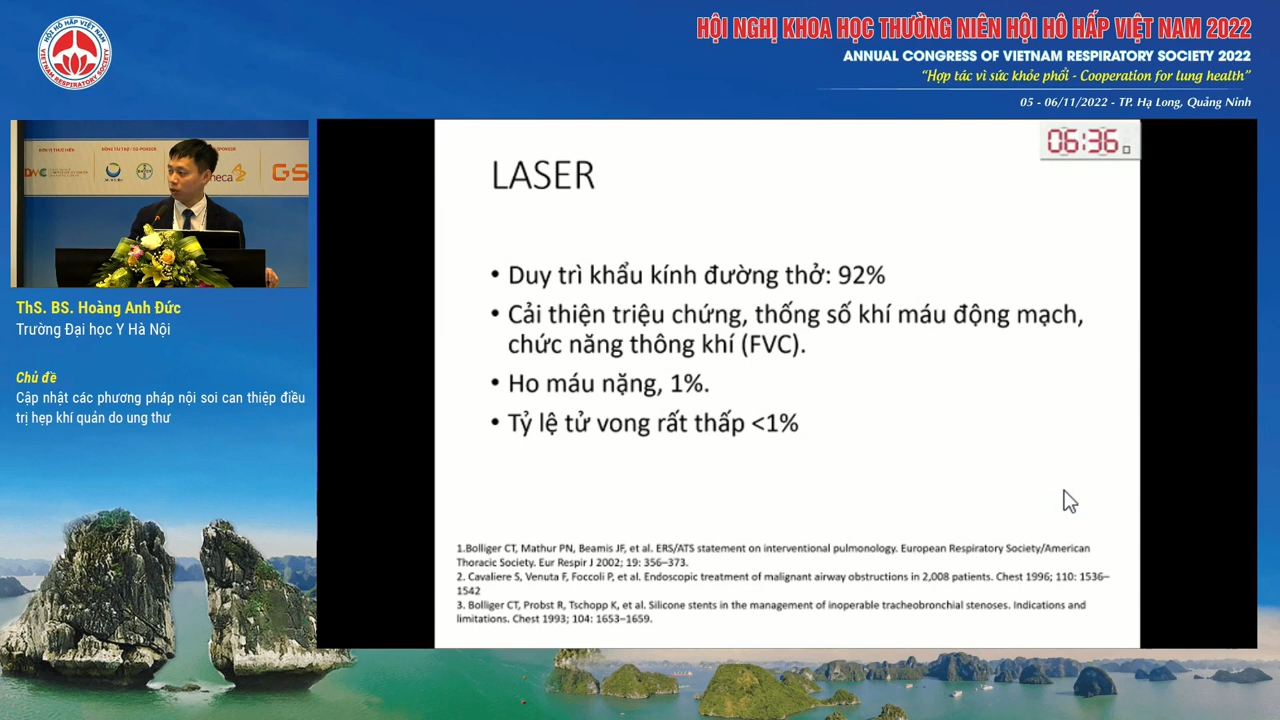 HỘI HÔ HẤP VIỆT NAM
VIETNAM RESPIRATORY SOCIETY
HỘI NGHỊ KHOA HỌC THƯỜNG NIÊN HỘI HÔ HẤP VIỆT NAM 2022
ANNUAL CONGRESS OF VIETNAM RESPIRATORY SOCIETY 2022
“Hợp tác vì sức khỏe phổi - Cooperation for lung health”
05 - 06/11/2022 - TP. Hạ Long, Quảng Ninh
ThS. BS. Hoàng Anh Đức
Trường Đại học Y Hà Nội
Chủ đề
Cập nhật các phương pháp nội soi can thiệp điều
trị hẹp khí quản do ung thư
06:36
LASER
• Duy trì khẩu kính đường thở: 92%
• Cải thiện triệu chứng, thống số khí máu động mạch,
chức năng thông khí (FVC).
• Ho máu nặng, 1%.
• Tỷ lệ tử vong rất thấp <1%
1.Bolliger CT, Mathur PN, Beamis JF, et al. ERS/ATS statement on interventional pulmonology. European Respiratory Society/American
Thoracic Society. Eur Respir J 2002; 19: 356–373.
2. Cavaliere S, Venuta F, Foccoli P, et al. Endoscopic treatment of malignant airway obstructions in 2,008 patients. Chest 1996; 110: 1536–
1542
3. Bolliger CT, Probst R, Tschopp K, et al. Silicone stents in the management of inoperable tracheobronchial stenoses. Indications and
limitations. Chest 1993; 104: 1653–1659.